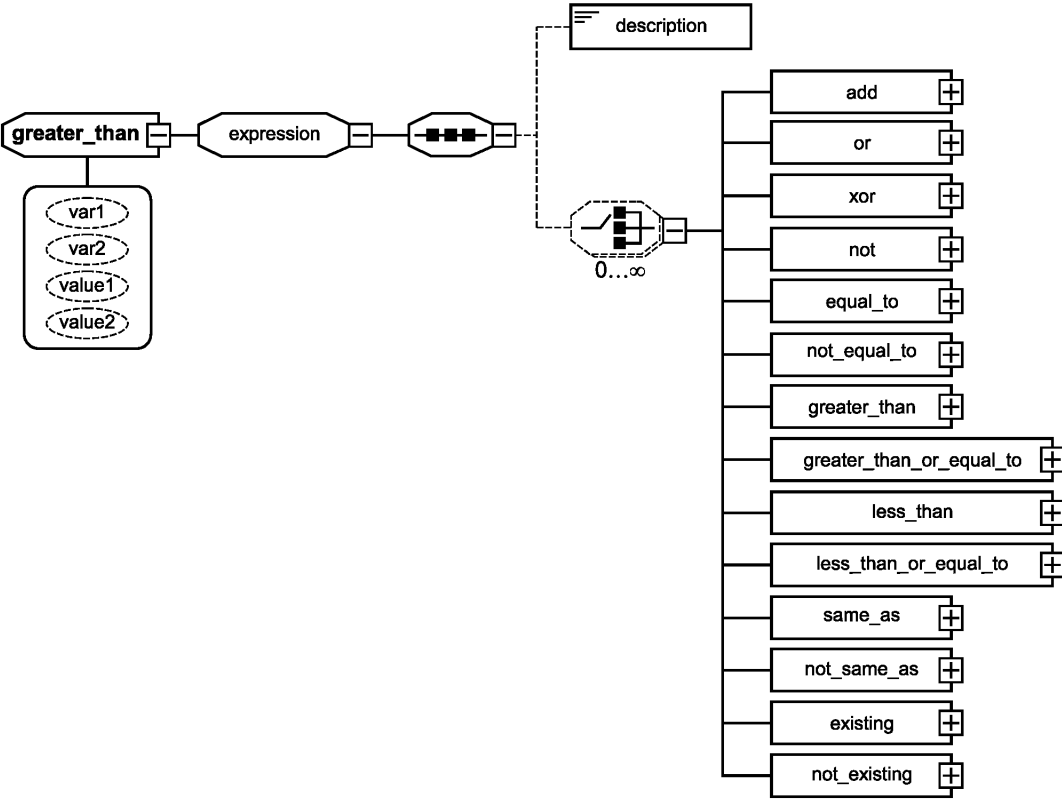 description
greater_than
expression
var1
var2
value1
value2
0...∞
add
or
xor
not
equal_to
not_equal_to
greater_than
greater_than_or_equal_to
less_than
less_than_or_equal_to
same_as
not_same_as
existing
not_existing